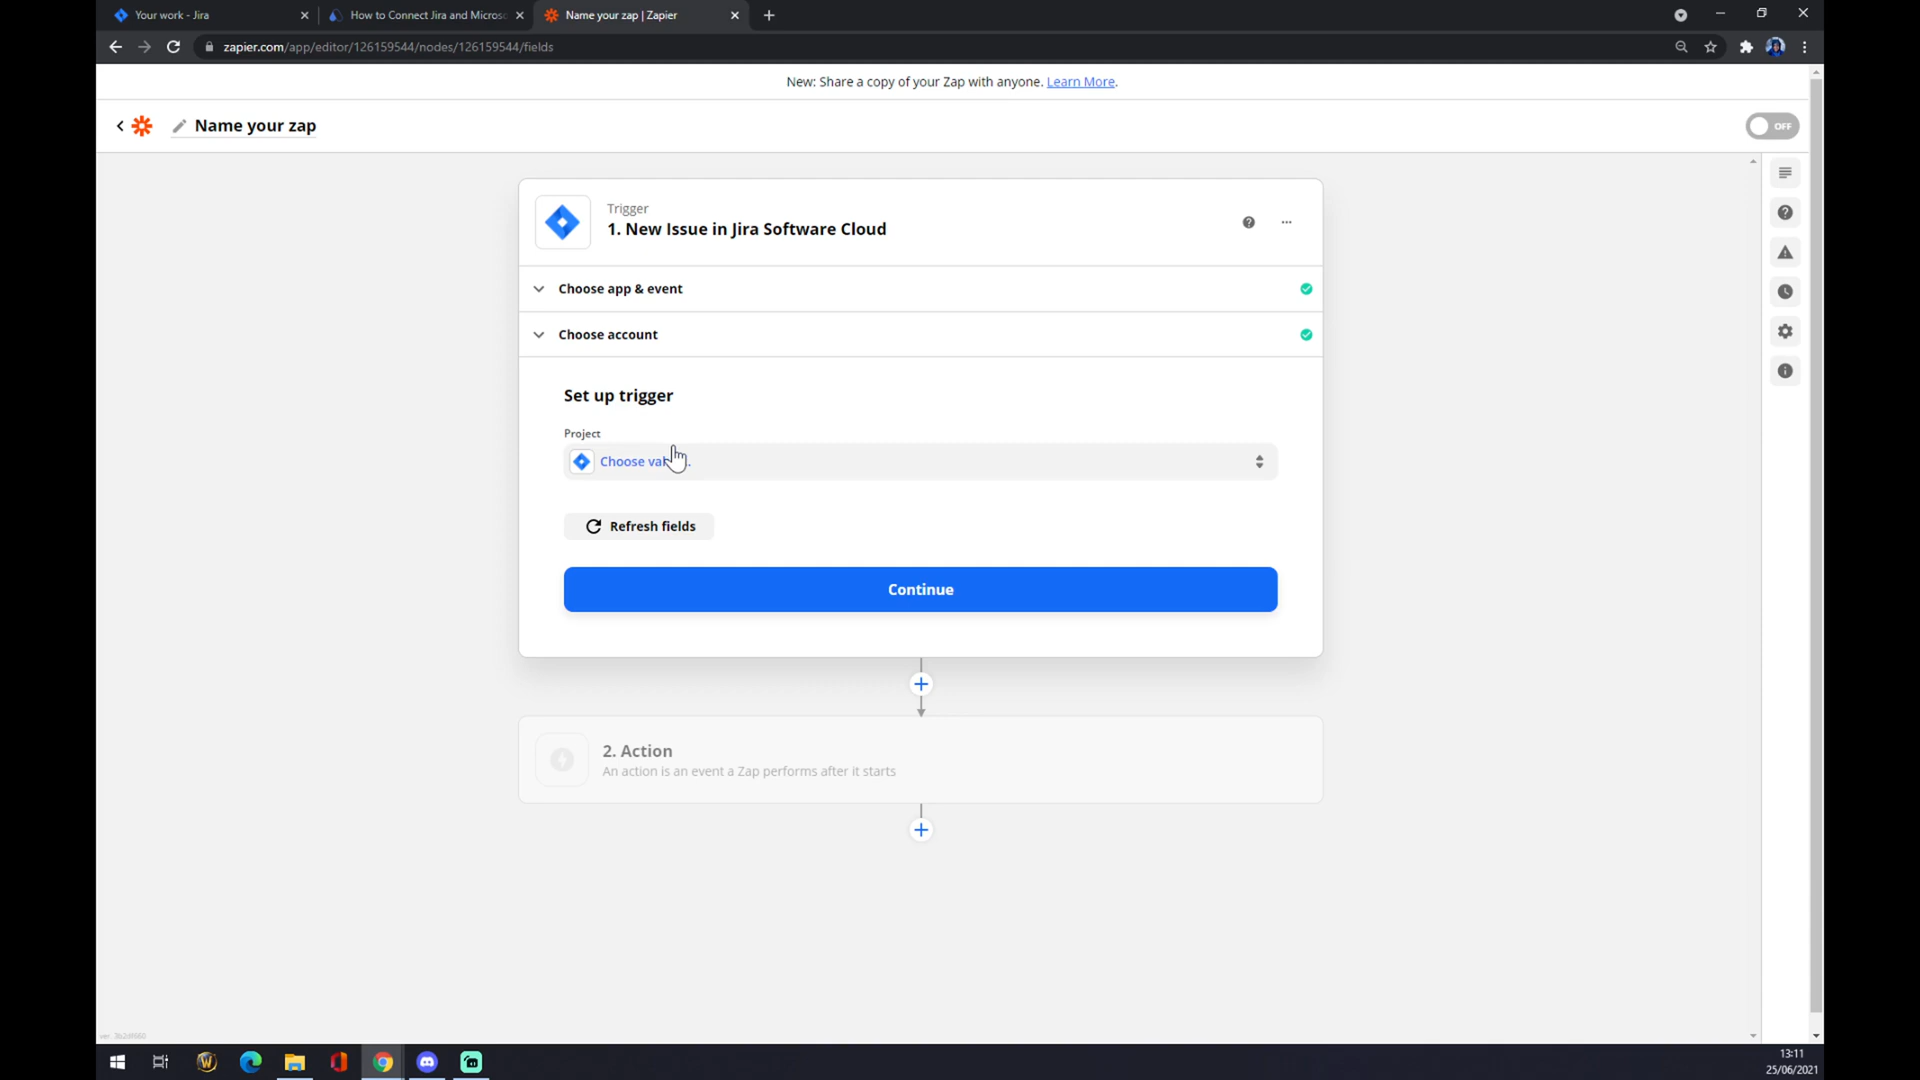 Your work - Jira
How to Connect Jira and Microso
Name your zap | Zapier
zapier.com/app/editor/126159544/nodes/126159544/fields
New: Share a copy of your Zap with anyone. Learn More.
Name your zap
OFF
Trigger
1. New Issue in Jira Software Cloud
Choose app & event
Choose account
Set up trigger
Project
Choose val
Refresh fields
Continue
2. Action
An action is an event a Zap performs after it starts
13:11
25/06/2021